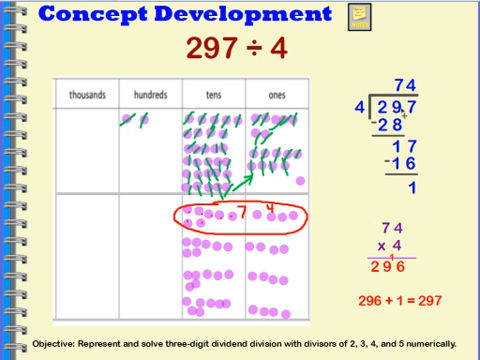 Concept Development
297 ÷ 4
thousands hundreds tens ones
7 4
74
4 297
-28
17
-16
1
74
x 4
1
296
296 + 1 = 297
Objective: Represent and solve three-digit dividend division with divisors of 2, 3, 4, and 5 numerically.